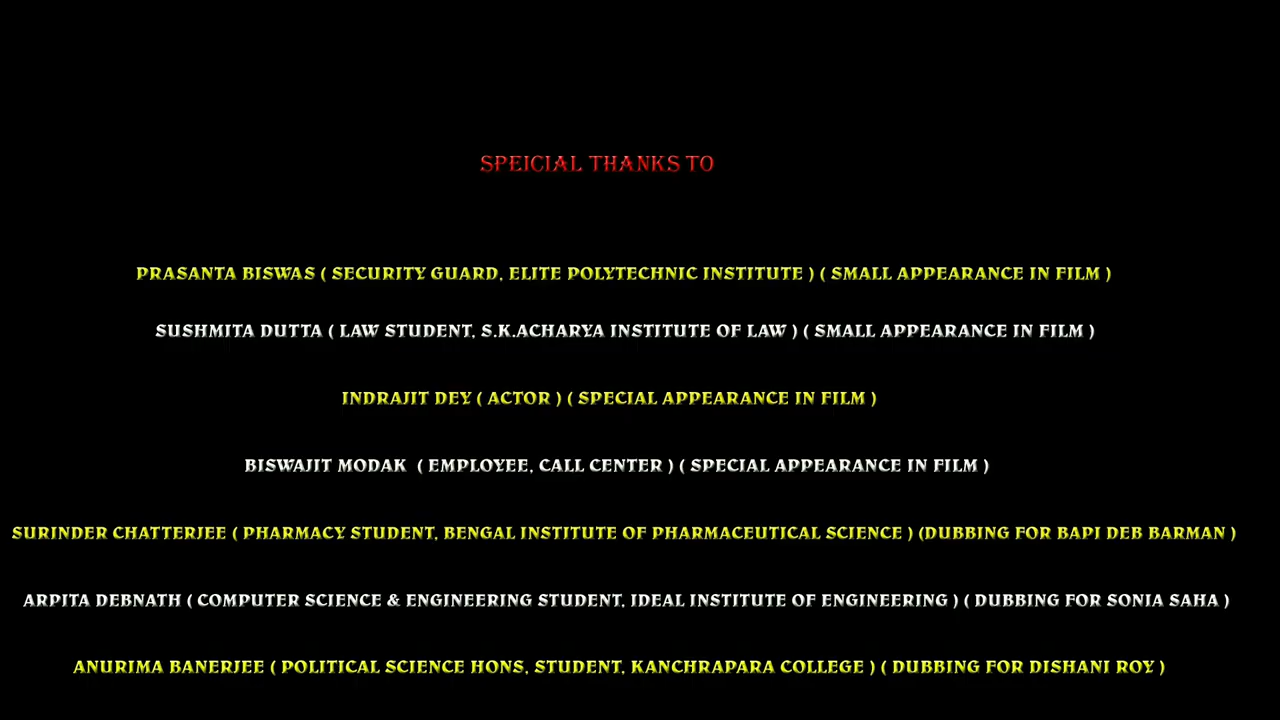 SPEICIAL THANKS TO
PRASANTA BISWAS ( SECURITY GUARD, ELITE POLYTECHNIC INSTITUTE ) ( SMALL APPEARANCE IN FILM )
SUSHMITA DUTTA ( LAW STUDENT, S.K.ACHARYA INSTITUTE OF LAW ) ( SMALL APPEARANCE IN FILM )
INDRAJIT DEY ( ACTOR ) ( SPECIAL APPEARANCE IN FILM )
BISWAJIT MODAK ( EMPLOYEE, CALL CENTER ) ( SPECIAL APPEARANCE IN FILM )
SURINDER CHATTERJEE ( PHARMACY STUDENT, BENGAL INSTITUTE OF PHARMACEUTICAL SCIENCE ) (DUBBING FOR BAPI DEB BARMAN )
ARPITA DEBNATH ( COMPUTER SCIENCE & ENGINEERING STUDENT, IDEAL INSTITUTE OF ENGINEERING ) ( DUBBING FOR SONIA SAHA )
ANURIMA BANERJEE ( POLITICAL SCIENCE HONS, STUDENT, KANCHRAPARA COLLEGE ) ( DUBBING FOR DISHANI ROY )